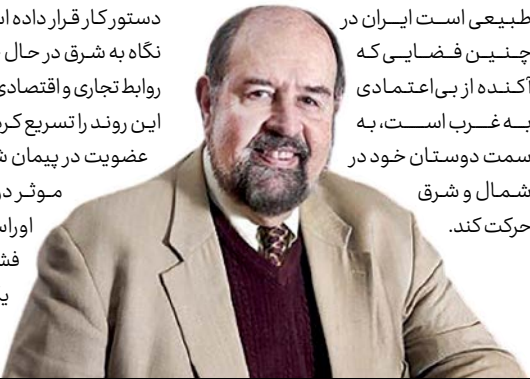 طبیعی است ایران در
چنین فضایی که
آکنده از بی‌اعتمادی
به غرب است، به
سمت دوستان خود در
شمال و شرق
حرکت کند.
دستور کار قرار داده
نگاه به شرق در حال
روابط تجاری و اقتصادی
این روند را تسریع
عضویت در پیمان
موثر